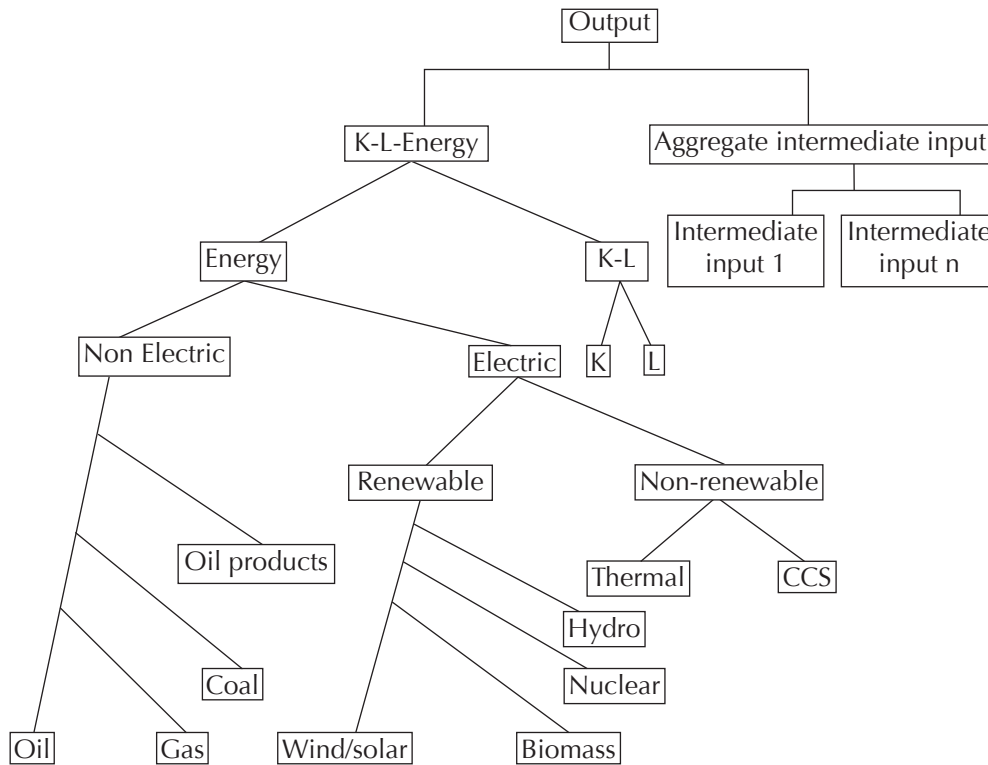 Output
K-L-Energy
Aggregate intermediate input
Intermediate
input 1
Intermediate
input n
Energy
K-L
Non Electric
Electric
K
L
Renewable
Non-renewable
Oil products
Thermal
CCS
Hydro
Coal
Nuclear
Oil
Gas
Wind/solar
Biomass